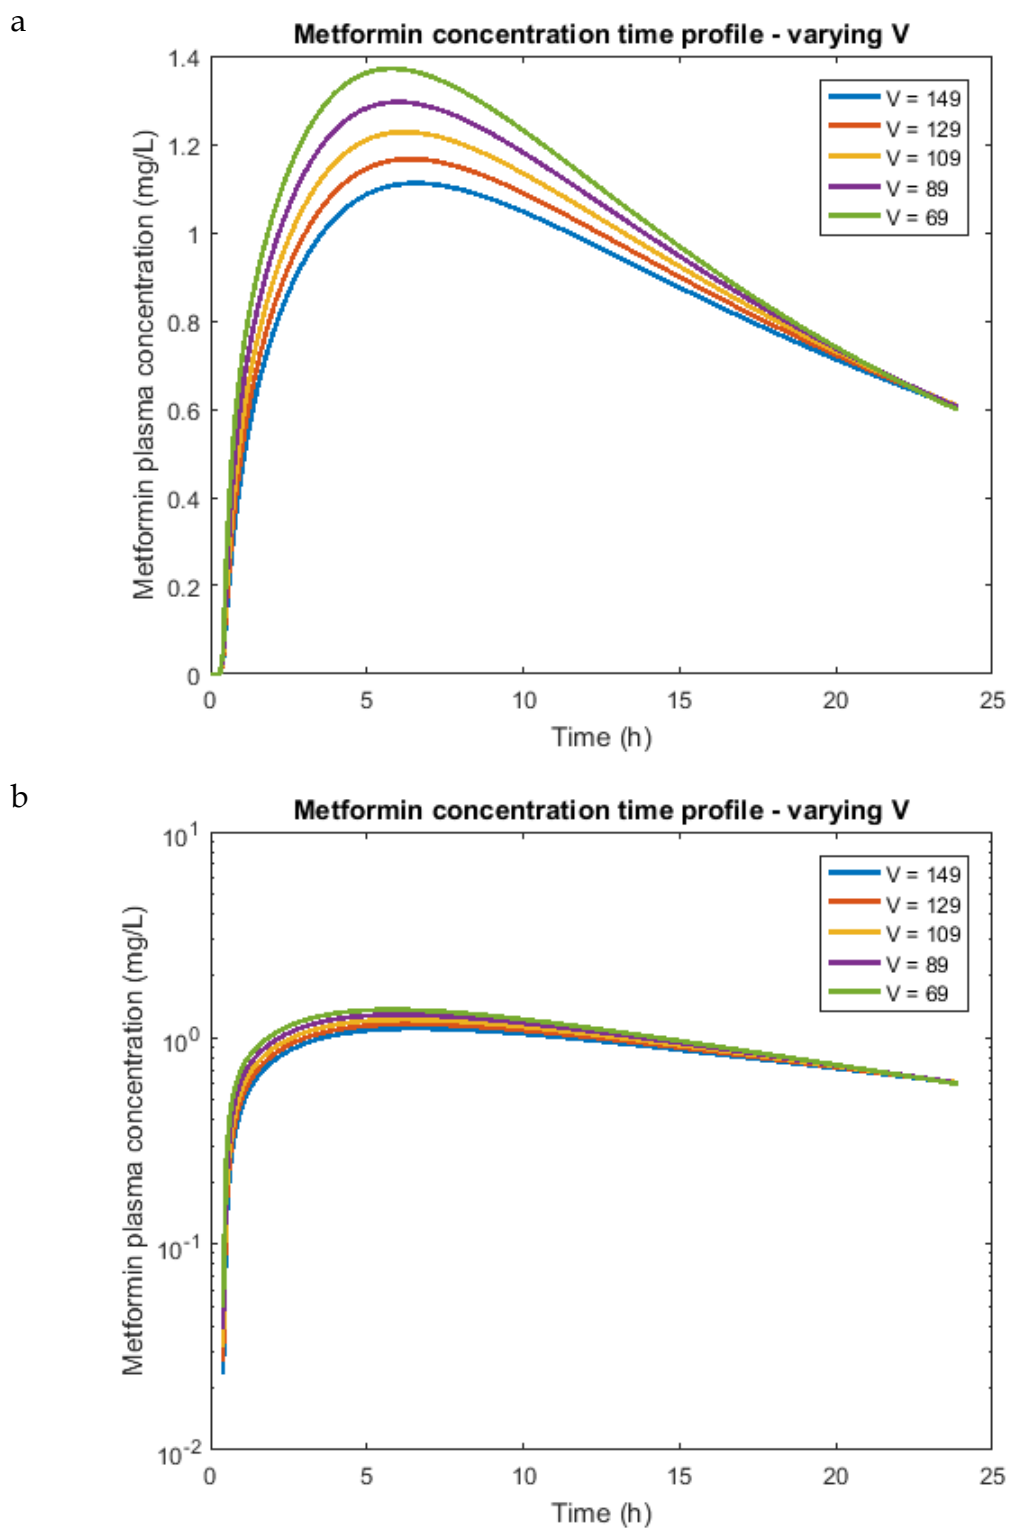 a
Metformin concentration time profile - varying V
1.4
1.2
1
0.8
0.6
0.4
0.2
0
Metformin plasma concentration (mg/L)
V = 149
V = 129
V = 109
V = 89
V = 69
0 5 10 15 20 25
Time (h)
b
Metformin concentration time profile - varying V
10^1
10^0
10^-1
10^-2
Metformin plasma concentration (mg/L)
V = 149
V = 129
V = 109
V = 89
V = 69
0 5 10 15 20 25
Time (h)